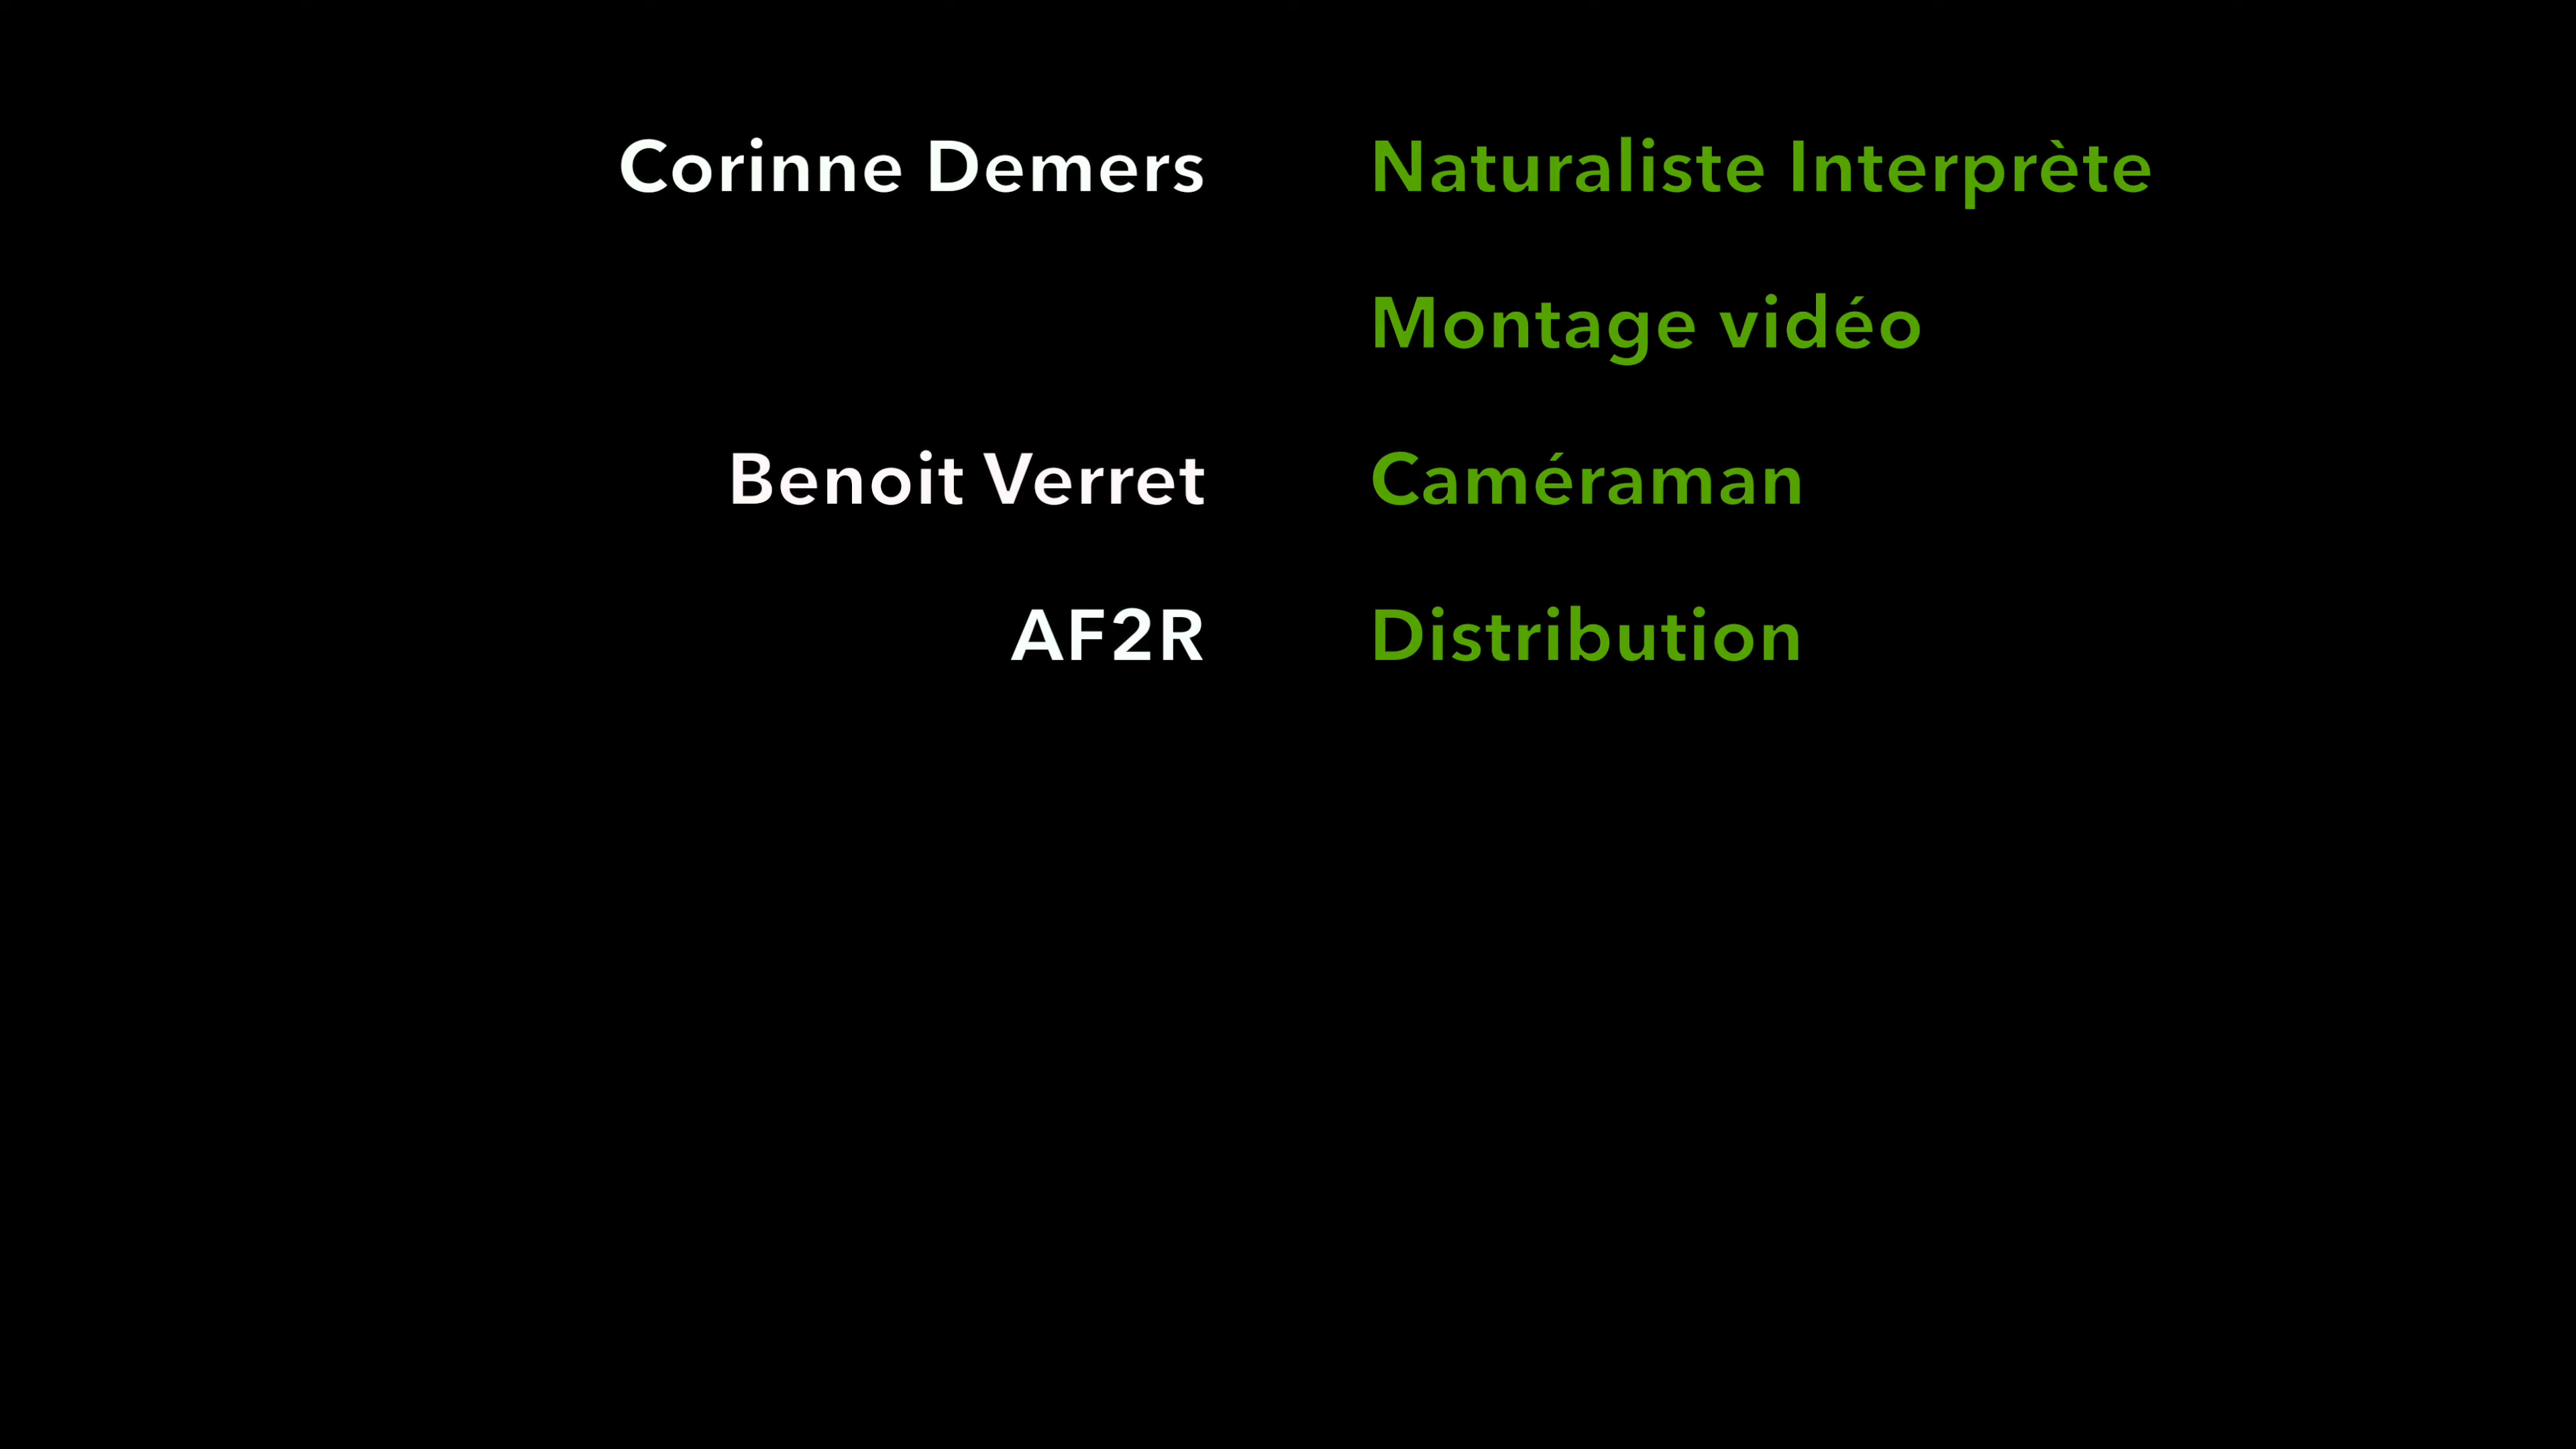 Corinne Demers Naturaliste Interprète
Montage vidéo
Benoit Verret Caméraman
AF2R Distribution